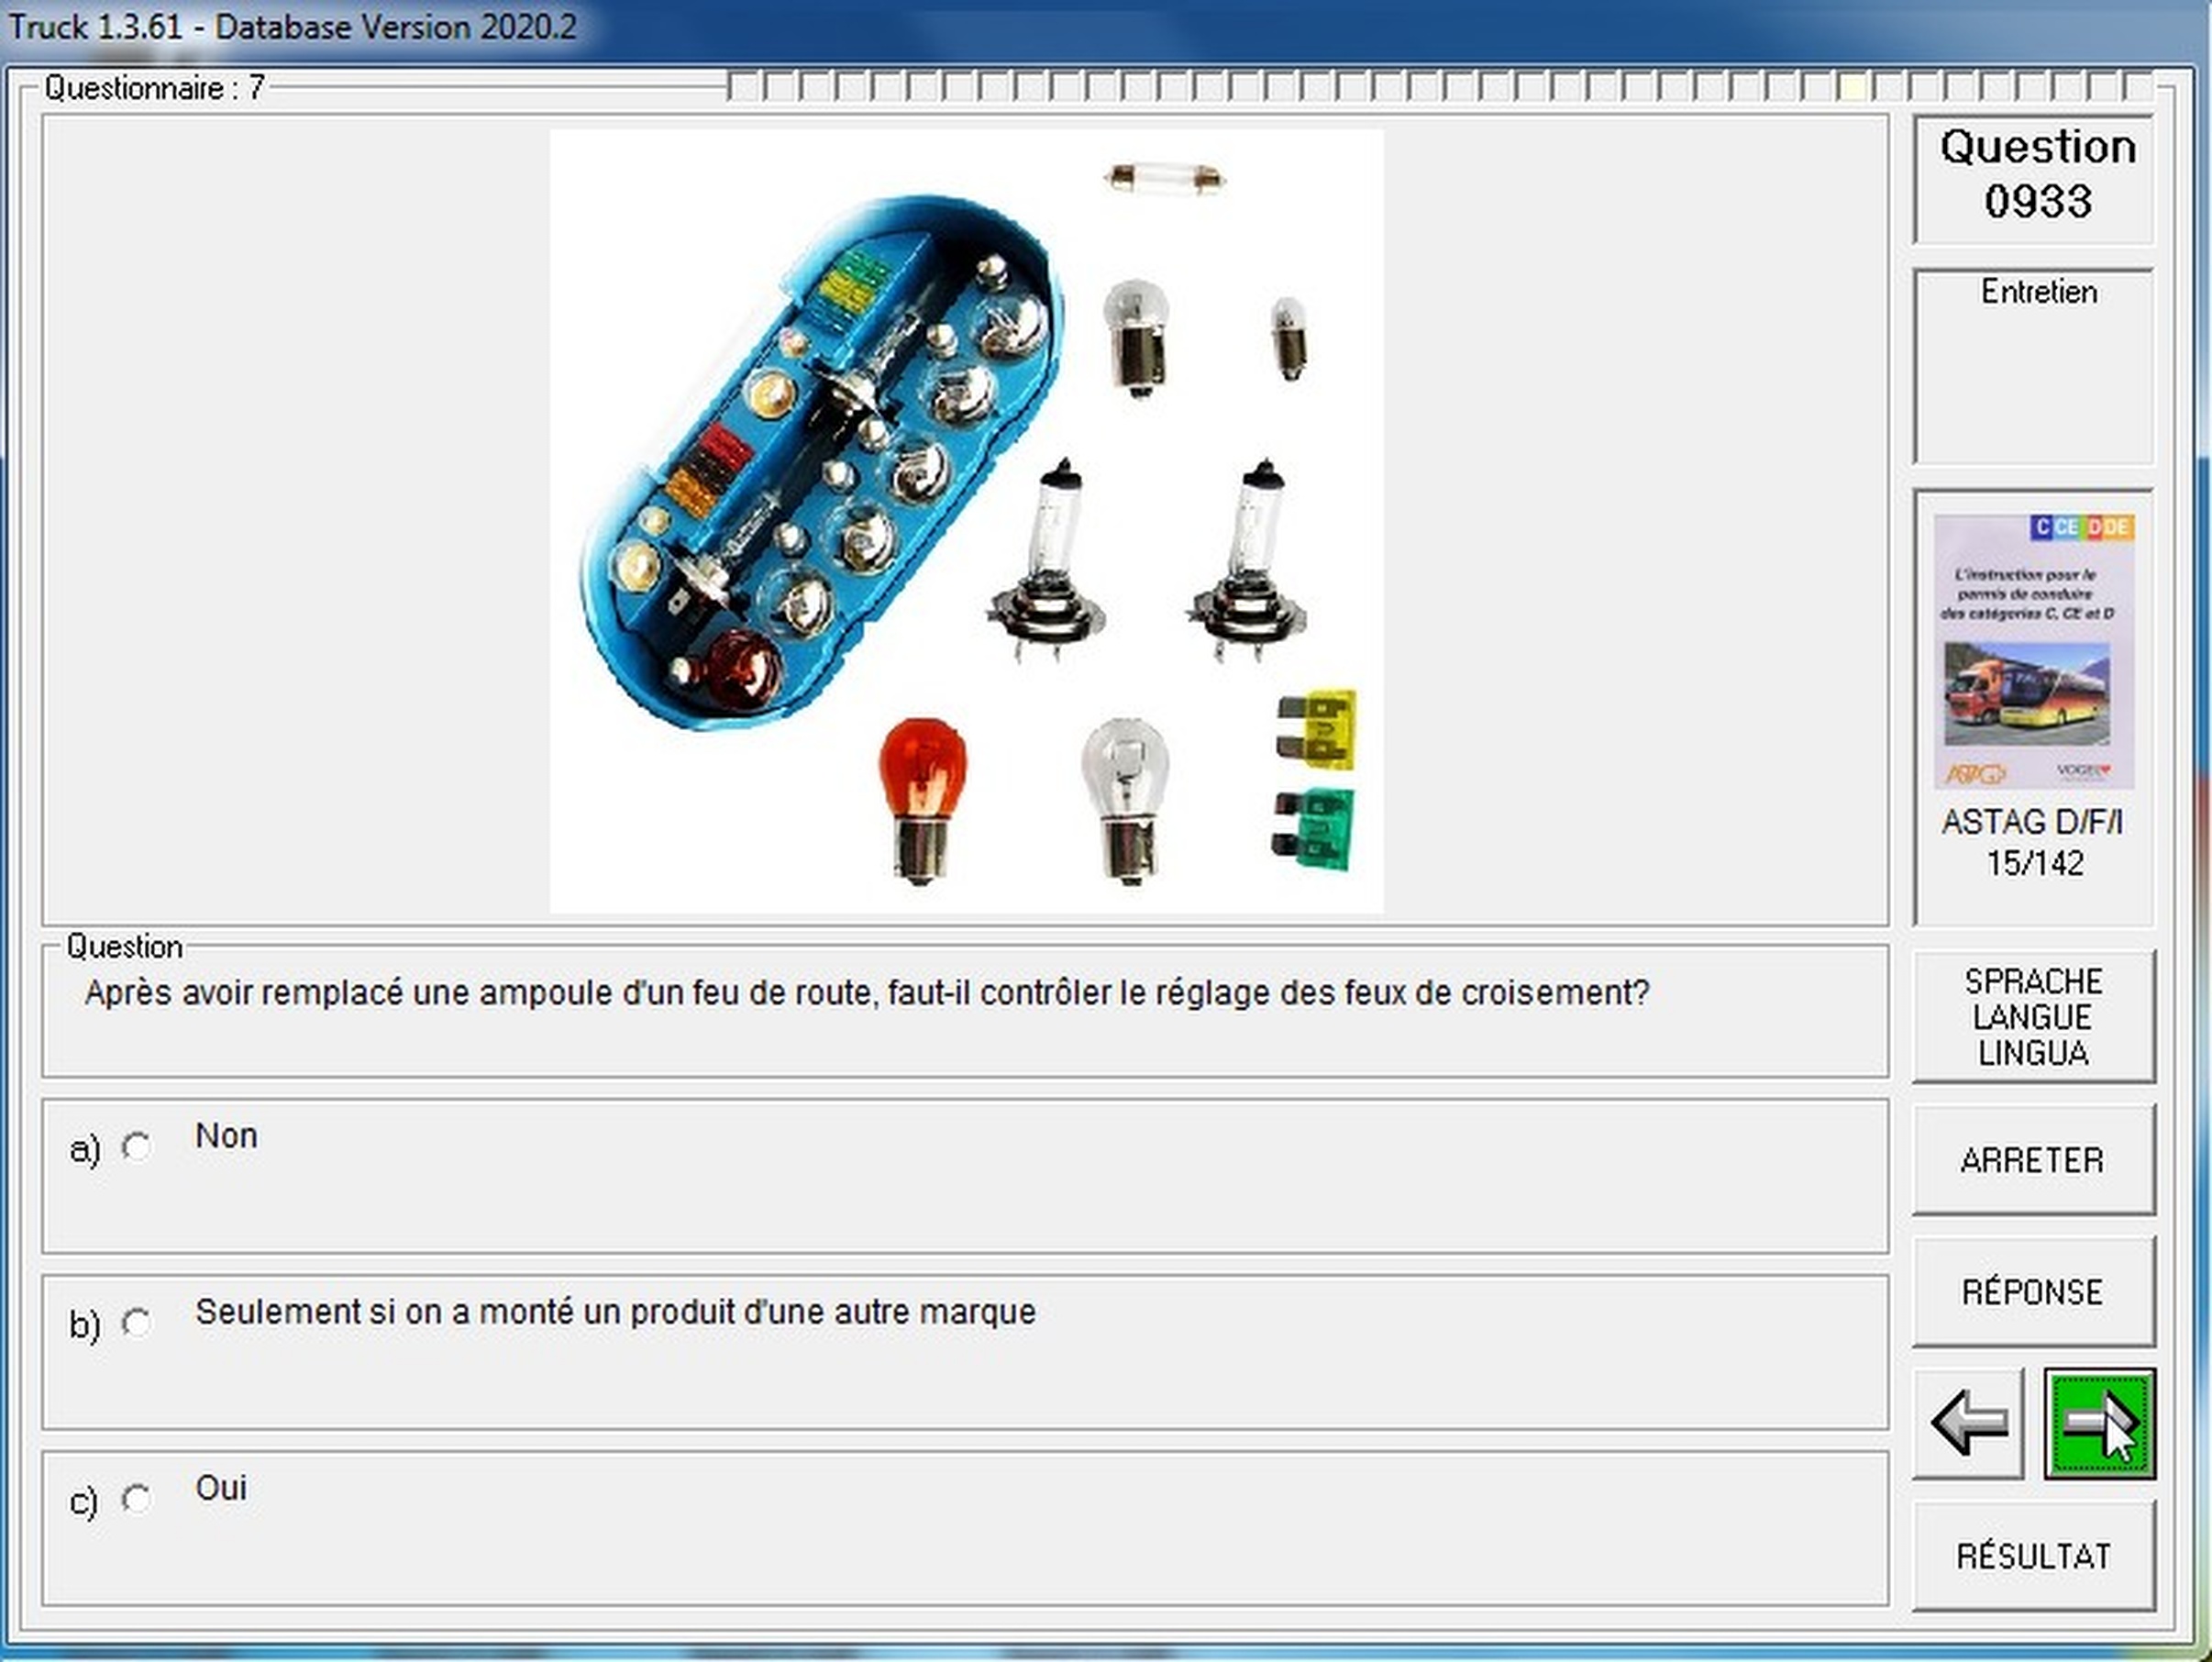 Truck 1.3.61 - Database Version 2020.2
Questionnaire : 7
Question
0933
Entretien
C CE D DE
L'instruction pour le
permis de conduire
des catégories C, CE et D
ASTAG
VOGEL
ASTAG D/F/I
15/142
Question
Après avoir remplacé une ampoule d'un feu de route, faut-il contrôler le réglage des feux de croisement?
a) Non
b) Seulement si on a monté un produit d'une autre marque
c) Oui
SPRACHE
LANGUE
LINGUA
ARRETER
RÉPONSE
RÉSULTAT